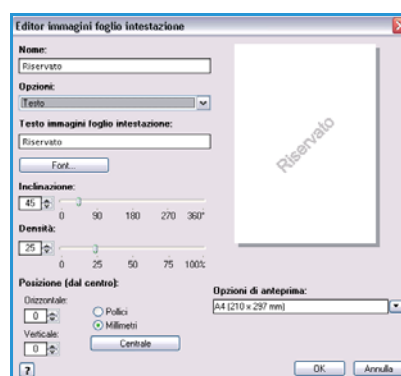 Editor immagini foglio intestazione
Nome:
Riservato
Opzioni:
Testo
Testo immagini foglio intestazione:
Riservato
Font...
Inclinazione:
45
0 90 180 270 360°
Densità:
25
0 25 50 75 100%
Posizione (dal centro):
Orizzontale:
0
Pollici
Millimetri
Verticale:
0
Centrale
Riservato
Opzioni di anteprima:
A4 (210 x 297 mm)
?
OK Annulla